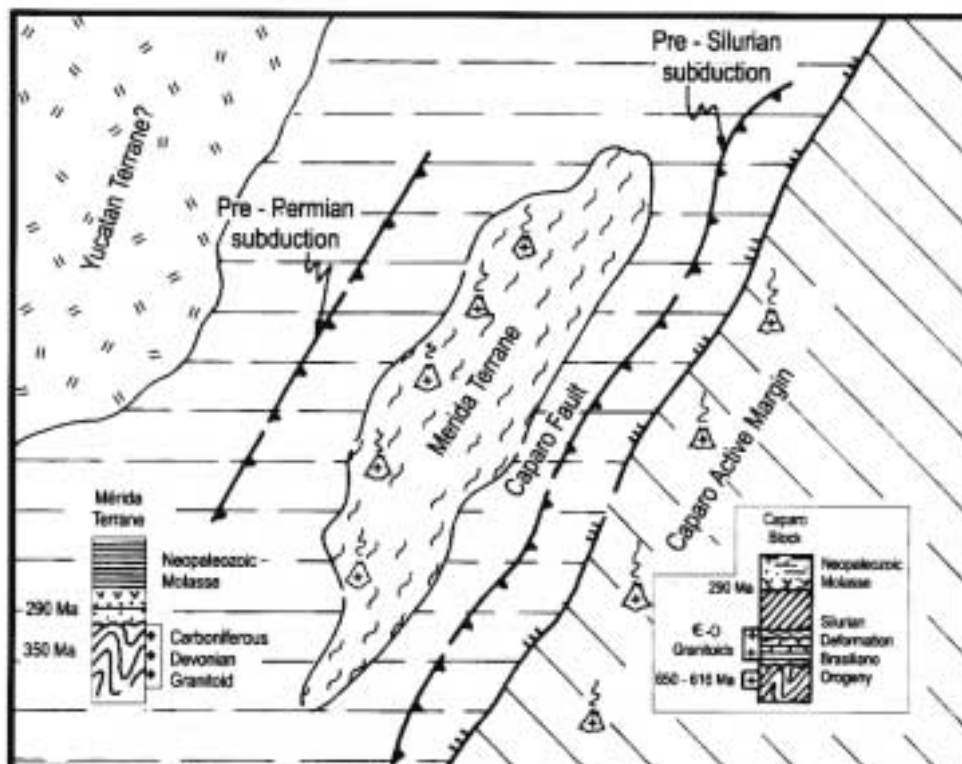 Pre - Silurian
subduction
Yucatan Terrane?
Pre - Permian
subduction
Merida Terrane
Caparo Fault
Caparo Active Margin
Mérida
Terrane
Neopaleozoic -
Molasse
290 Ma
350 Ma
Carboniferous
Devonian
Granitoid
Caparo
Block
Neopaleozoic
Molasse
290 Ma
Silurian
Є-O
Granitoids
Deformation
Brasiliano
650 - 616 Ma
Orogeny